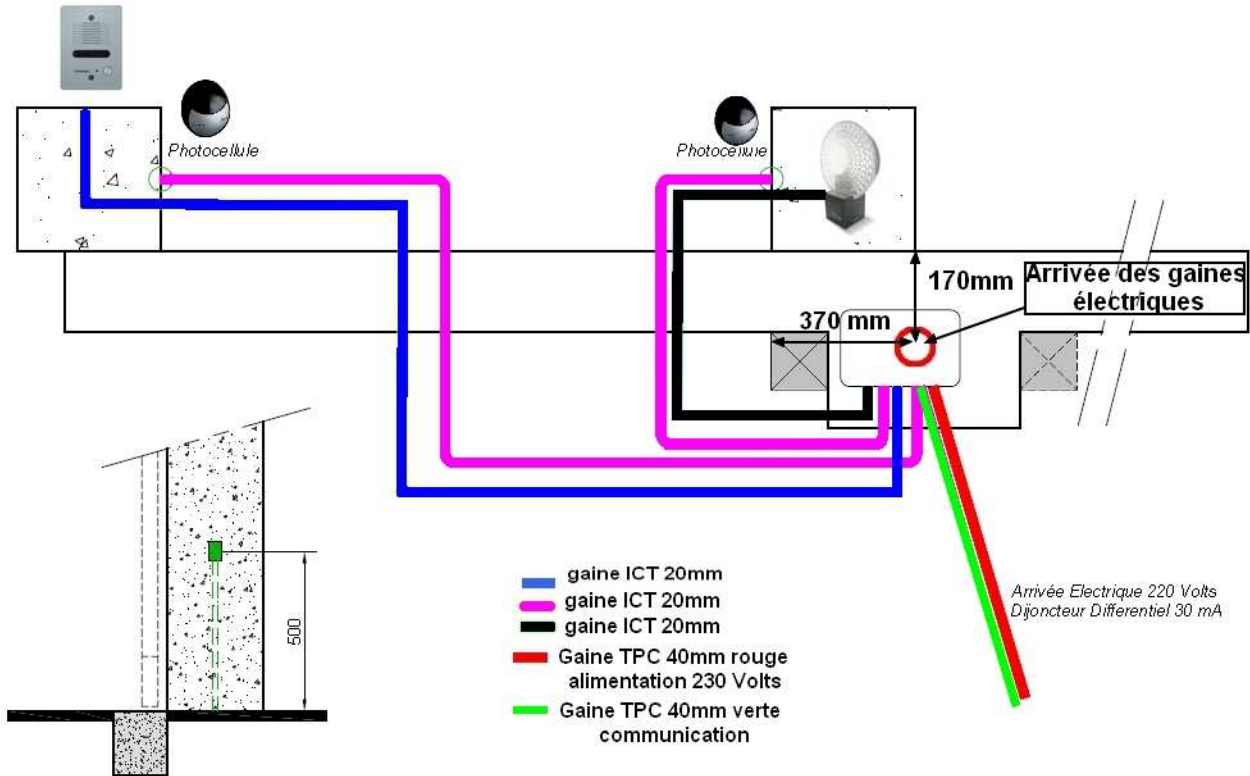 Photocellule
Photocellule
170mm
Arrivée des gaines
électriques
370 mm
500
gaine ICT 20mm
gaine ICT 20mm
gaine ICT 20mm
Gaine TPC 40mm rouge
alimentation 230 Volts
Gaine TPC 40mm verte
communication
Arrivée Electrique 220 Volts
Dijoncteur Differentiel 30 mA